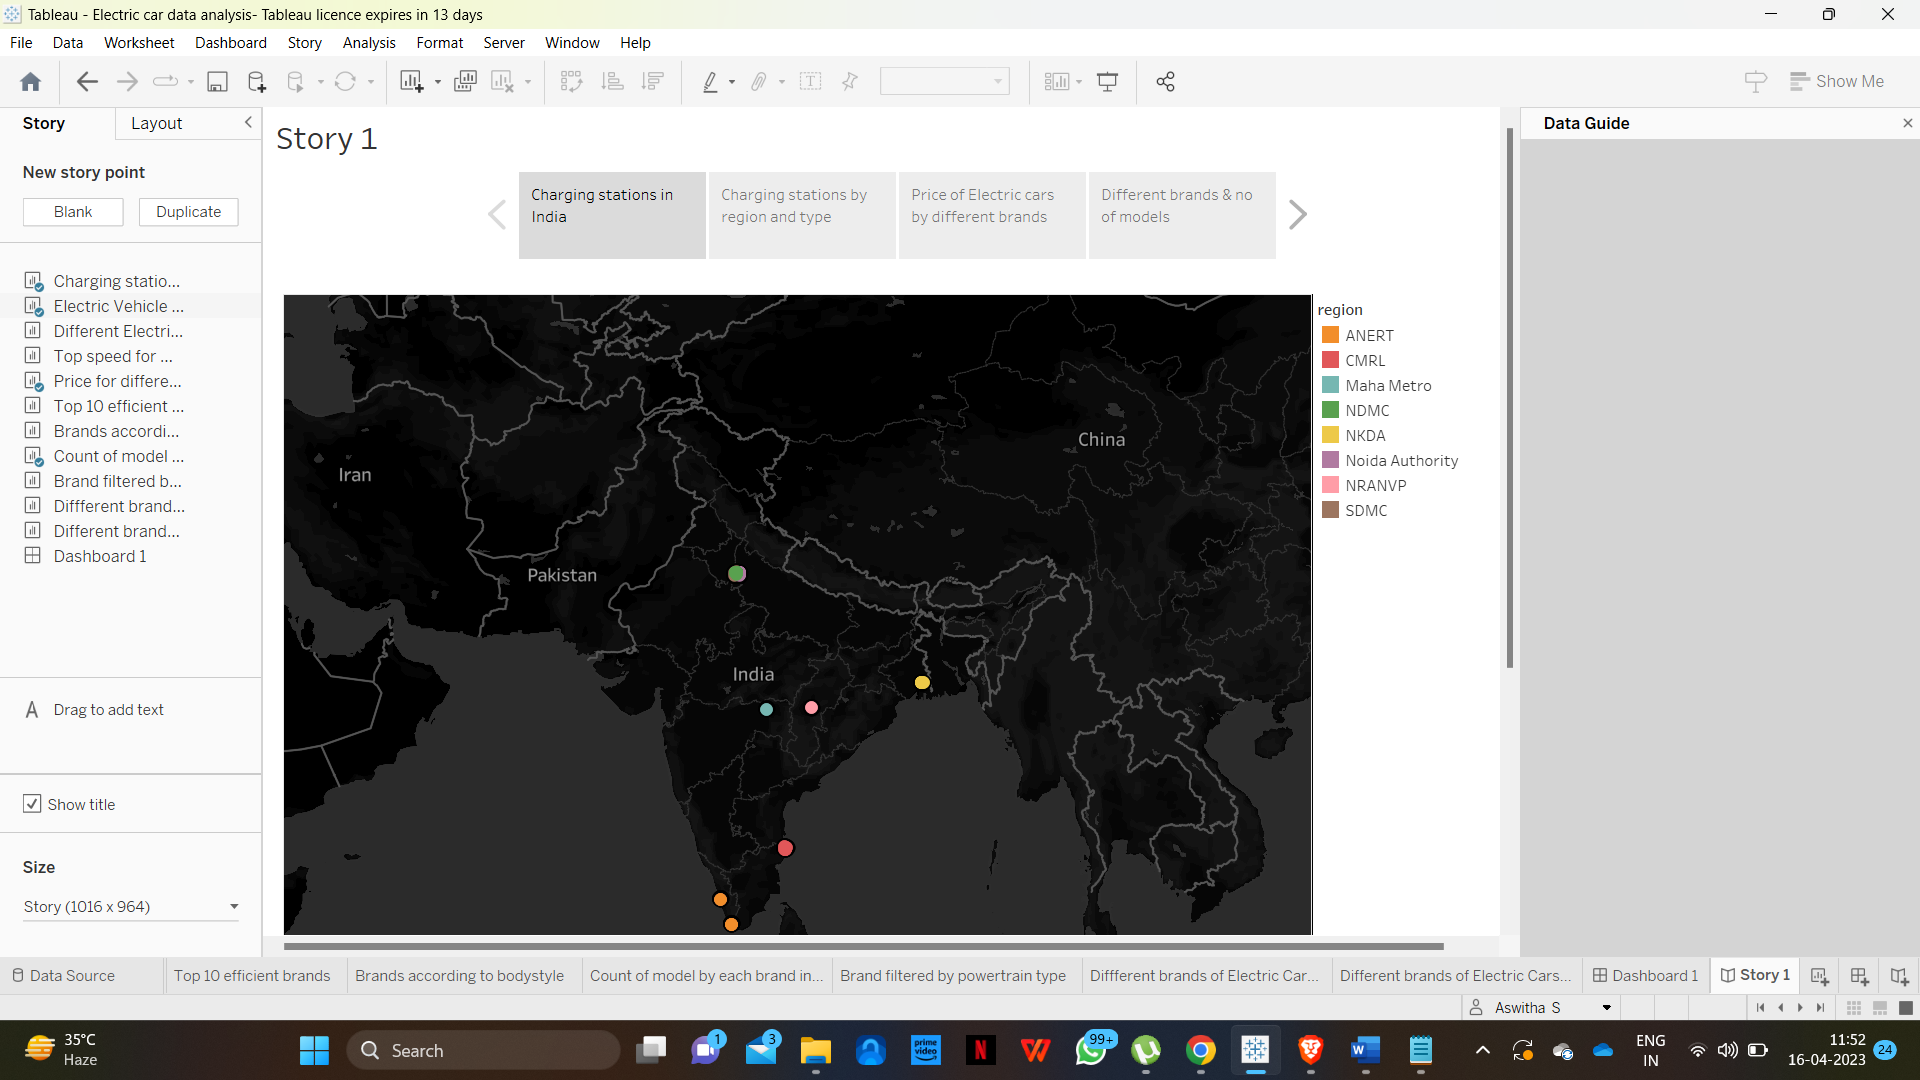 Tableau - Electric car data analysis- Tableau licence expires in 13 days
File Data Worksheet Dashboard Story Analysis Format Server Window Help
Show Me
Story Layout
New story point
Blank Duplicate
Charging statio...
Electric Vehicle ...
Different Electri...
Top speed for ...
Price for differe...
Top 10 efficient ...
Brands accordi...
Count of model ...
Brand filtered b...
Diffferent brand...
Different brand...
Dashboard 1
A Drag to add text
Show title
Size
Story (1016 x 964)
Story 1
Charging stations in
India
Charging stations by
region and type
Price of Electric cars
by different brands
Different brands & no
of models
Iran
Pakistan
India
China
region
ANERT
CMRL
Maha Metro
NDMC
NKDA
Noida Authority
NRANVP
SDMC
Data Guide
Data Source Top 10 efficient brands Brands according to bodystyle Count of model by each brand in... Brand filtered by powertrain type Diffferent brands of Electric Car... Different brands of Electric Cars... Dashboard 1 Story 1
Aswitha S
35°C
Haze
Search
1
3
prime
video
N
99+
W
ENG
IN
11:52
16-04-2023
24